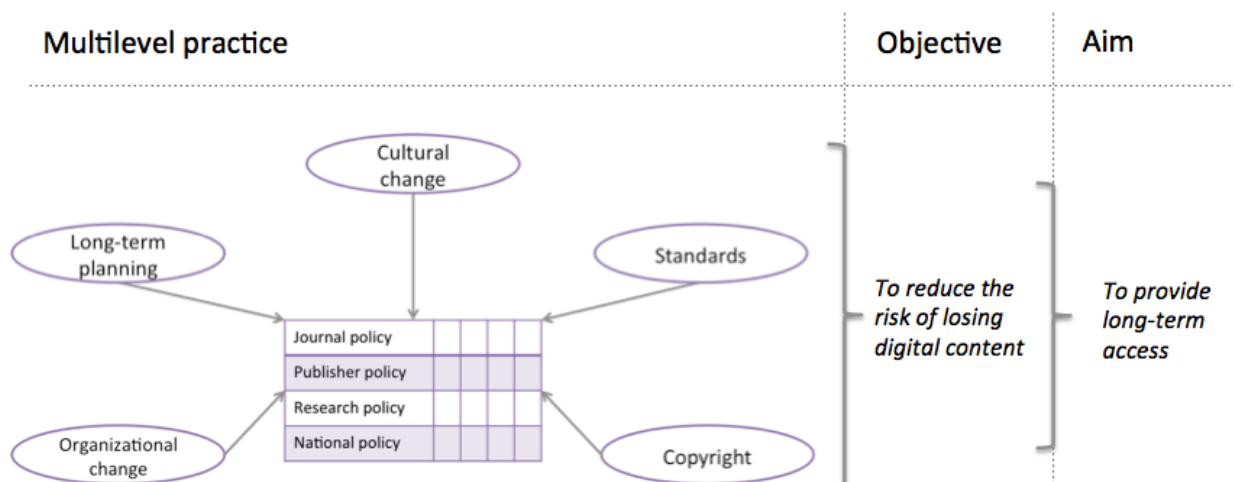 Multilevel practice
Objective
Aim
Cultural
change
Long-term
planning
Standards
Journal policy
Publisher policy
Research policy
National policy
Organizational
change
Copyright
To reduce the
risk of losing
digital content
To provide
long-term
access